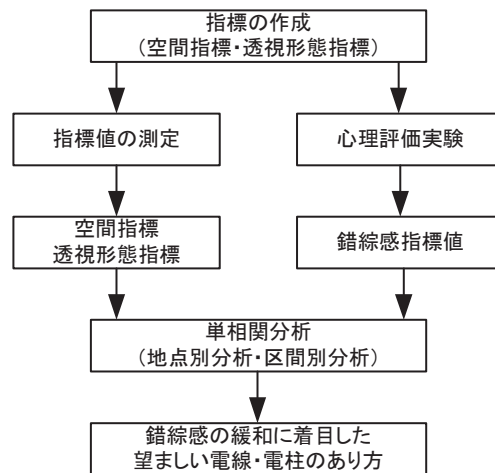 指標の作成
（空間指標・透視形態指標）
指標値の測定
心理評価実験
空間指標
透視形態指標
錯綜感指標値
単相関分析
（地点別分析・区間別分析）
錯綜感の緩和に着目した
望ましい電線・電柱のあり方